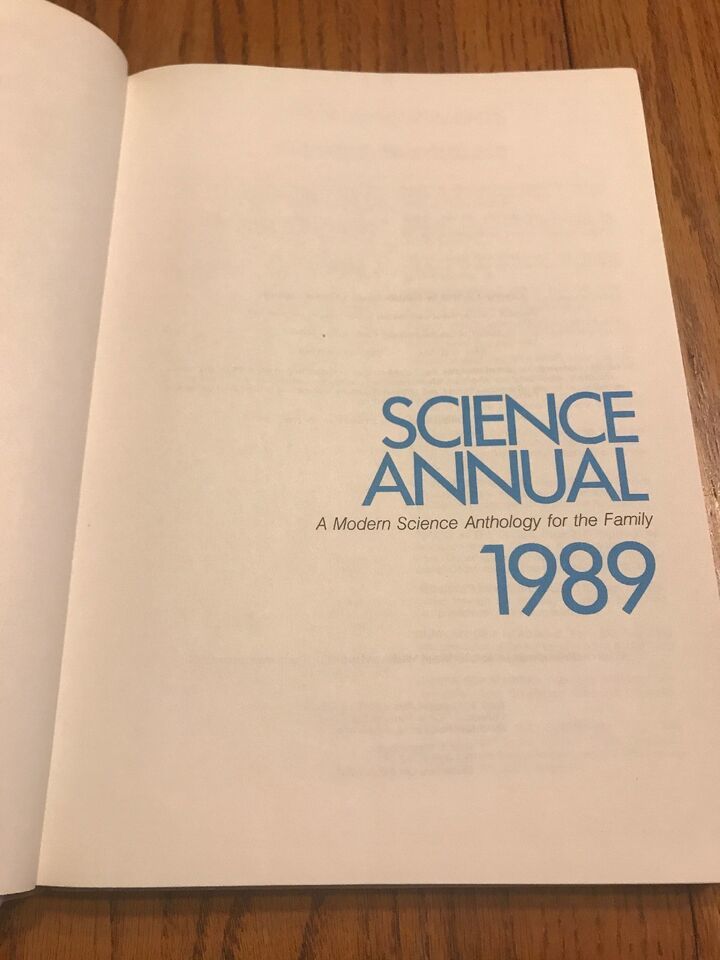 SCIENCE
ANNUAL
A Modern Science Anthology for the Family
1989